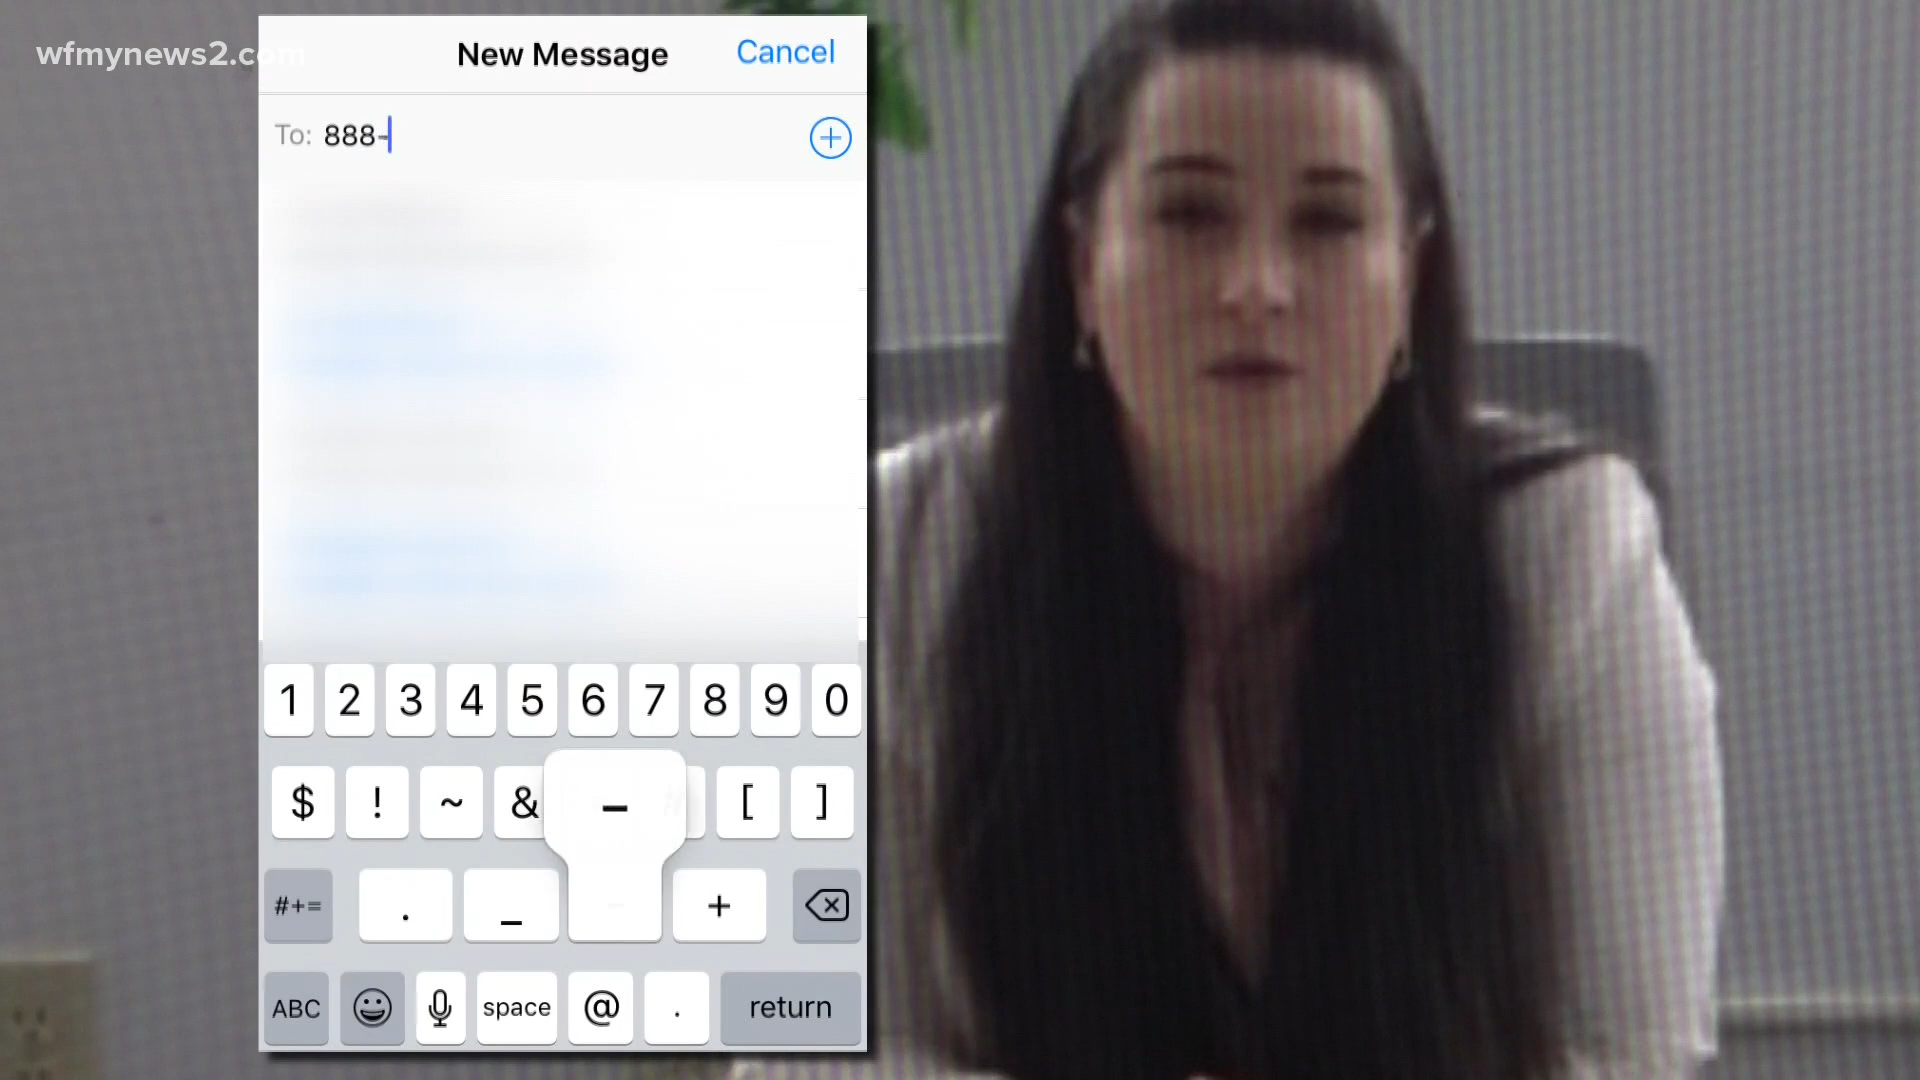 wfmynews2.com
New Message Cancel
To: 888-
1 2 3 4 5 6 7 8 9 0
$ ! ~ & - [ ]
#+= . _ +
ABC space @ . return